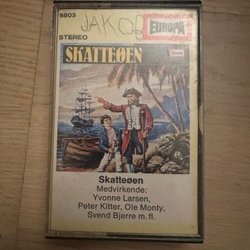 5803
JAKOB
EUROPA
STEREO
SKATTEØEN
Skatteøen
Medvirkende:
Yvonne Larsen,
Peter Kitter, Ole Monty,
Svend Bjerre m.fl.